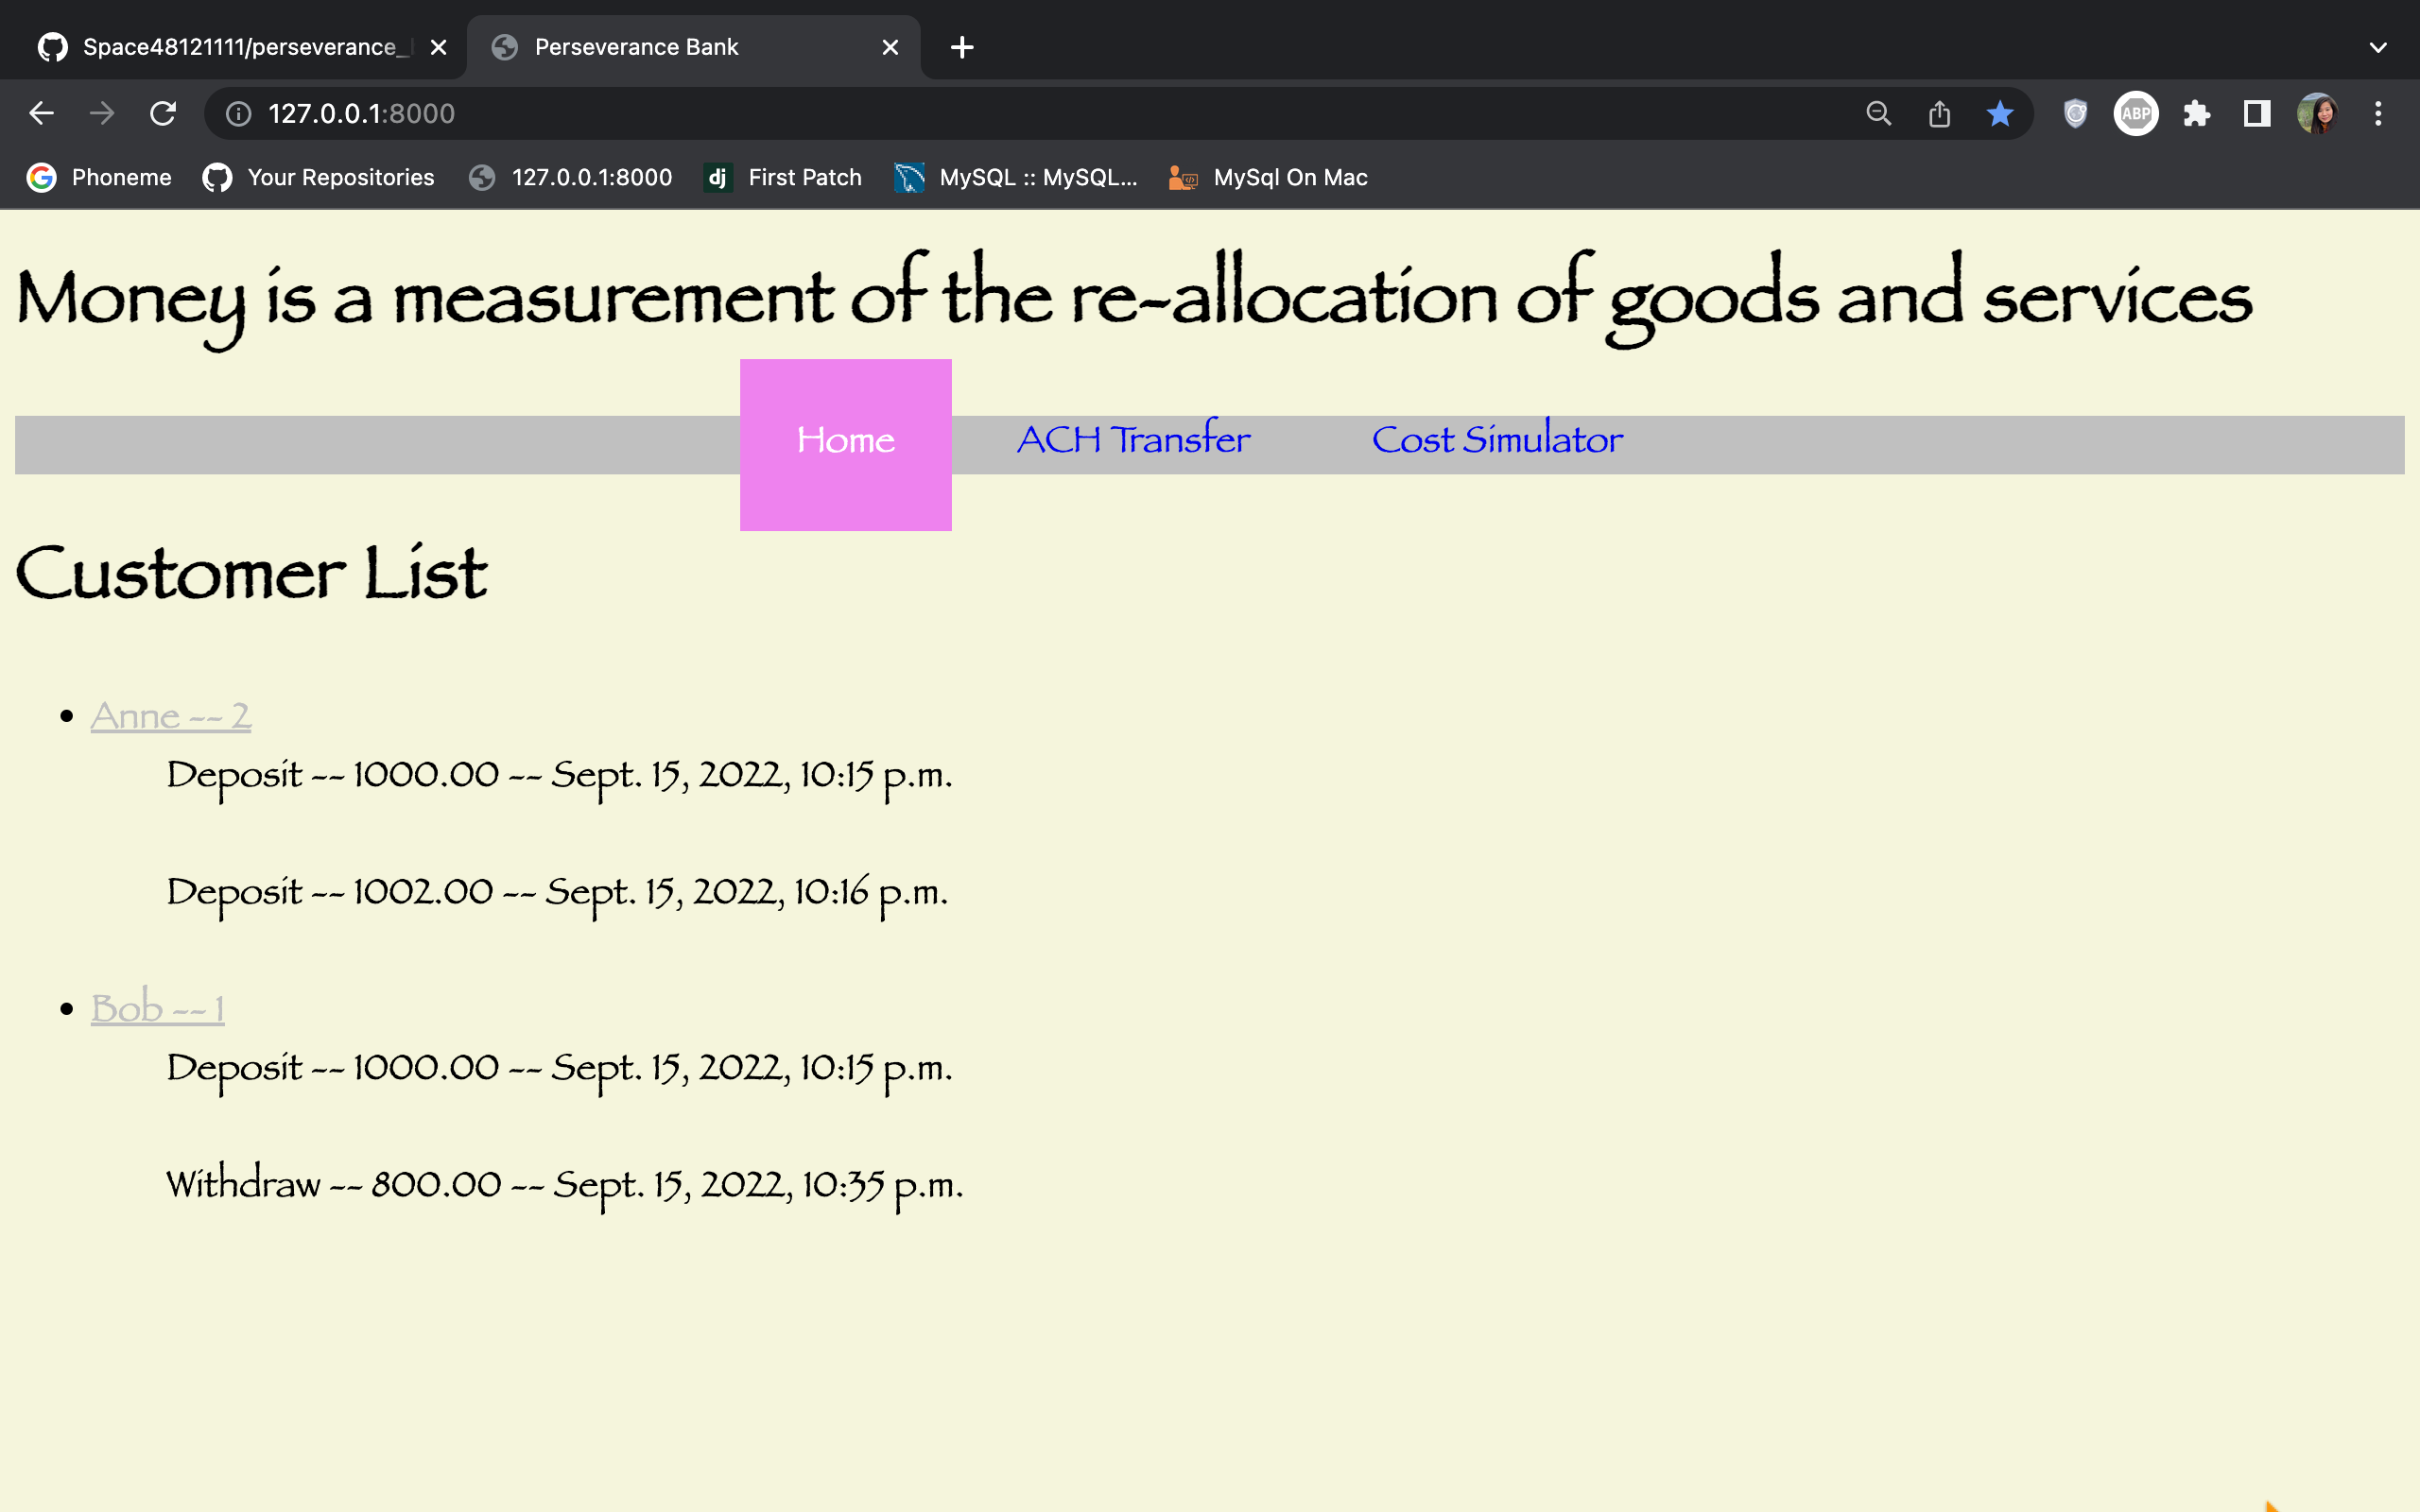 Space48121111/perseverance_
Perseverance Bank
127.0.0.1:8000
ABP
Phoneme
Your Repositories
127.0.0.1:8000
dj First Patch
MySQL :: MySQL...
MySql On Mac
Money is a measurement of the re-allocation of goods and services
Home ACH Transfer Cost Simulator
Customer List
• Anne -- 2
Deposit -- 1000.00 -- Sept. 15, 2022, 10:15 p.m.
Deposit -- 1002.00 -- Sept. 15, 2022, 10:16 p.m.
• Bob -- 1
Deposit -- 1000.00 -- Sept. 15, 2022, 10:15 p.m.
Withdraw -- 800.00 -- Sept. 15, 2022, 10:35 p.m.